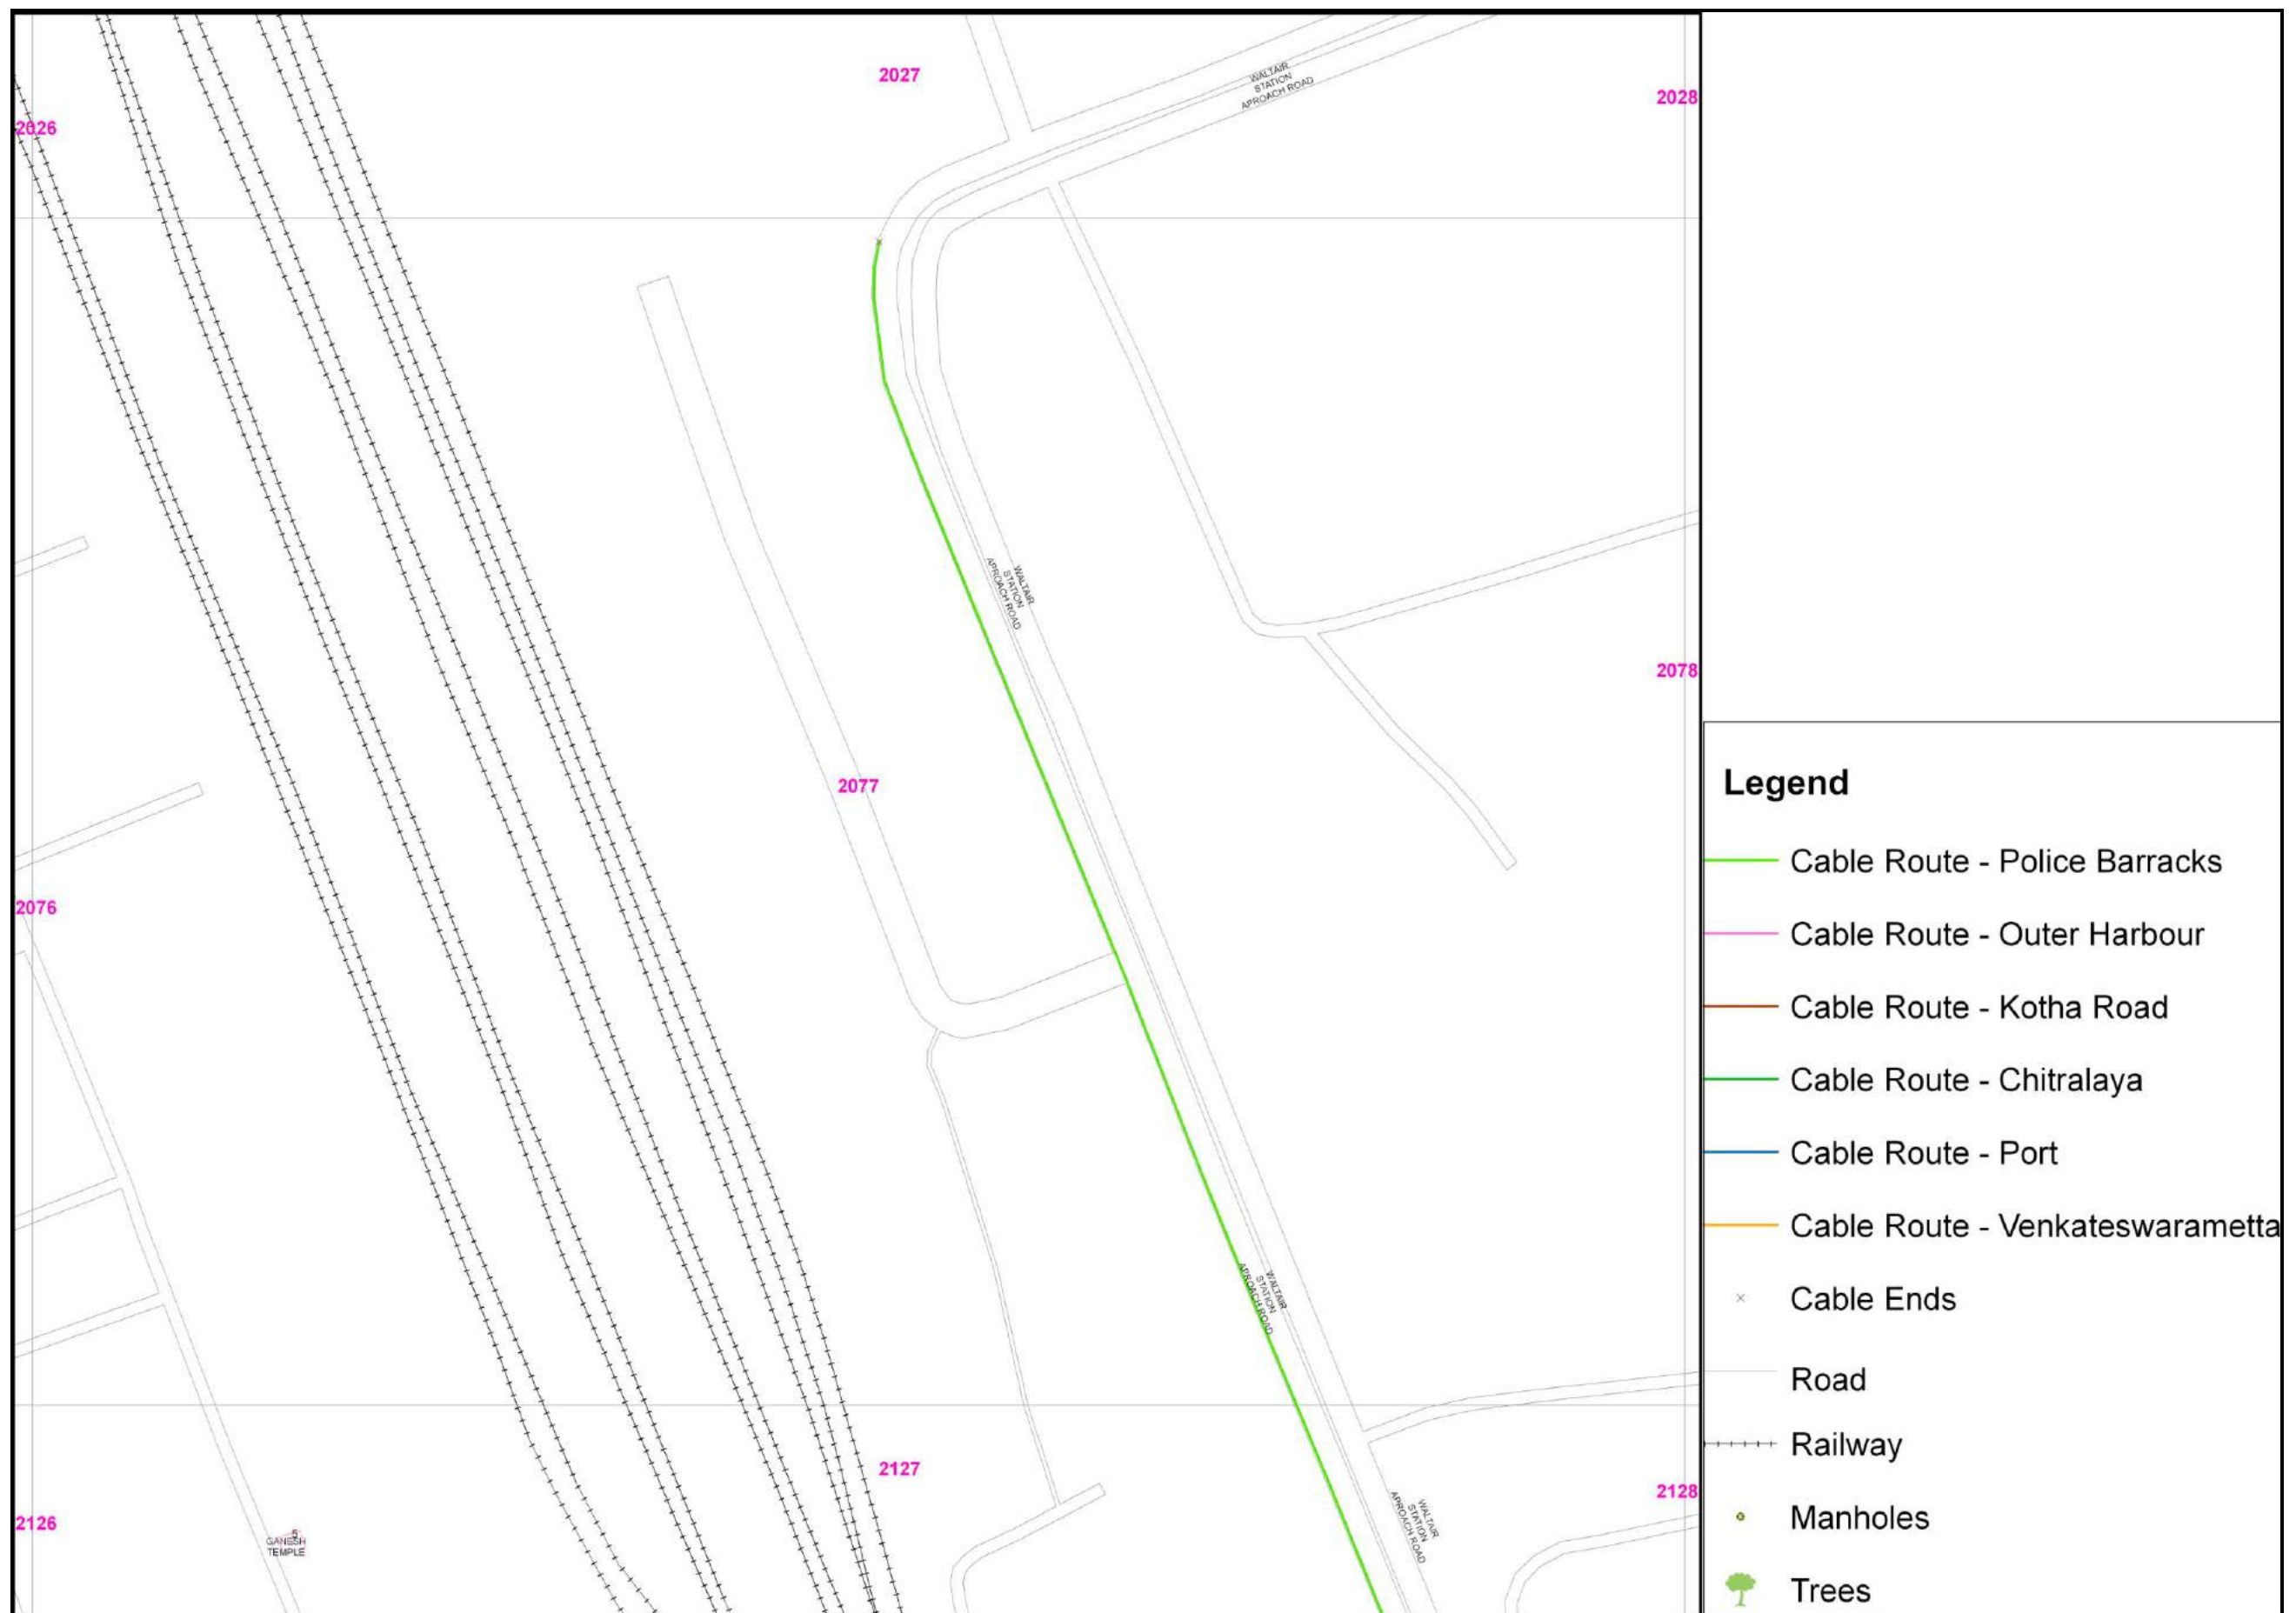 2027
WALTAIR
STATION
APROACH ROAD
2028
2026
WALTAIR
STATION
APROACH ROAD
2078
2077
2076
WALTAIR
STATION
APROACH ROAD
2127
2128
WALTAIR
STATION
APROACH ROAD
2126
5
GANESH
TEMPLE
Legend
Cable Route - Police Barracks
Cable Route - Outer Harbour
Cable Route - Kotha Road
Cable Route - Chitralaya
Cable Route - Port
Cable Route - Venkateswarametta
Cable Ends
Road
Railway
Manholes
Trees